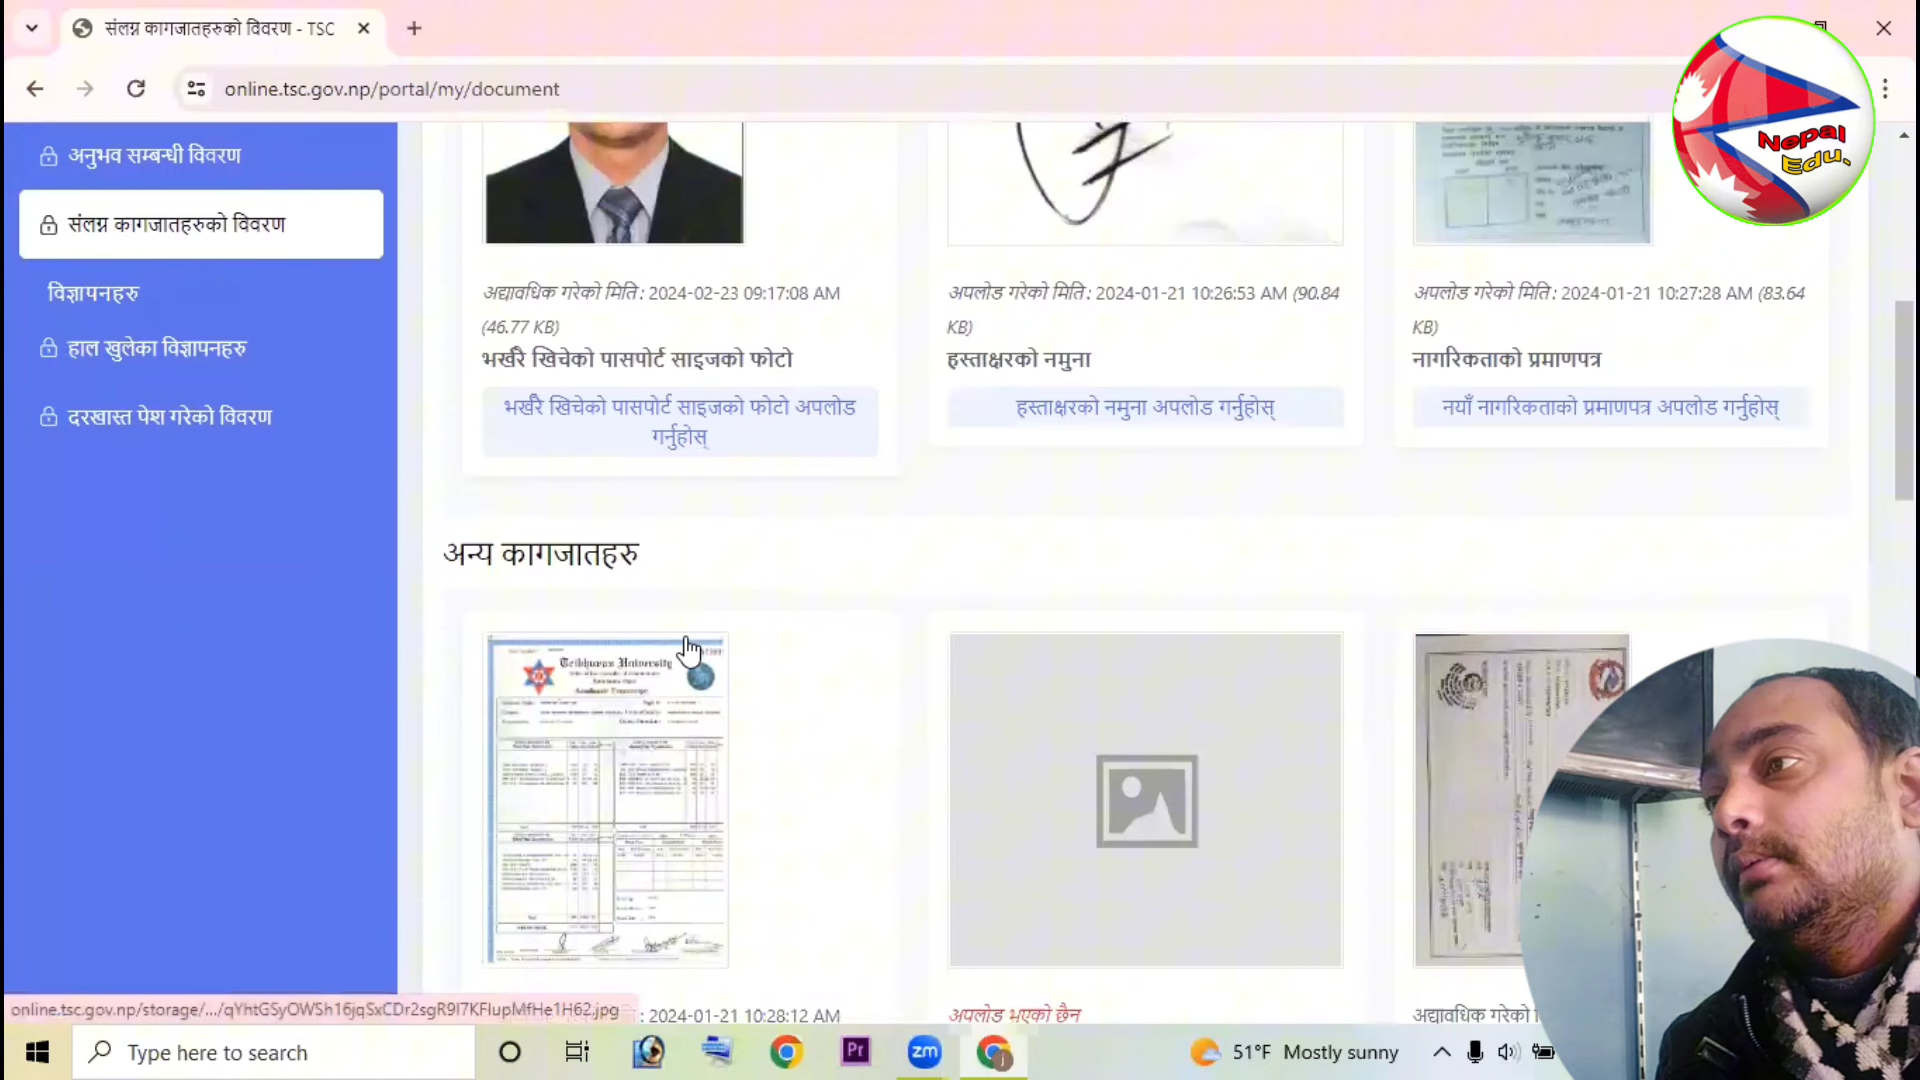 संलग्न कागजातहरुको विवरण - TSC
online.tsc.gov.np/portal/my/document
Nepal
Edu.
अनुभव सम्बन्धी विवरण
संलग्न कागजातहरुको विवरण
विज्ञापनहरु
हाल खुलेका विज्ञापनहरु
दरखास्त पेश गरेको विवरण
अद्यावधिक गरेको मिति : 2024-02-23 09:17:08 AM
(46.77 KB)
भर्खरै खिचेको पासपोर्ट साइजको फोटो
भर्खरै खिचेको पासपोर्ट साइजको फोटो अपलोड
गर्नुहोस्
अपलोड गरेको मिति : 2024-01-21 10:26:53 AM (90.84
KB)
हस्ताक्षरको नमुना
हस्ताक्षरको नमुना अपलोड गर्नुहोस्
अपलोड गरेको मिति : 2024-01-21 10:27:28 AM (83.64
KB)
नागरिकताको प्रमाणपत्र
नयाँ नागरिकताको प्रमाणपत्र अपलोड गर्नुहोस्
अन्य कागजातहरु
Tribhuvan University
Academic Transcript
: 2024-01-21 10:28:12 AM
अपलोड भएको छैन
अद्यावधिक गरेको
online.tsc.gov.np/storage/.../qYhtGSyOWSh16jqSxCDr2sgR9I7KFIupMfHe1H62.jpg
Type here to search
Pr
zm
51°F Mostly sunny